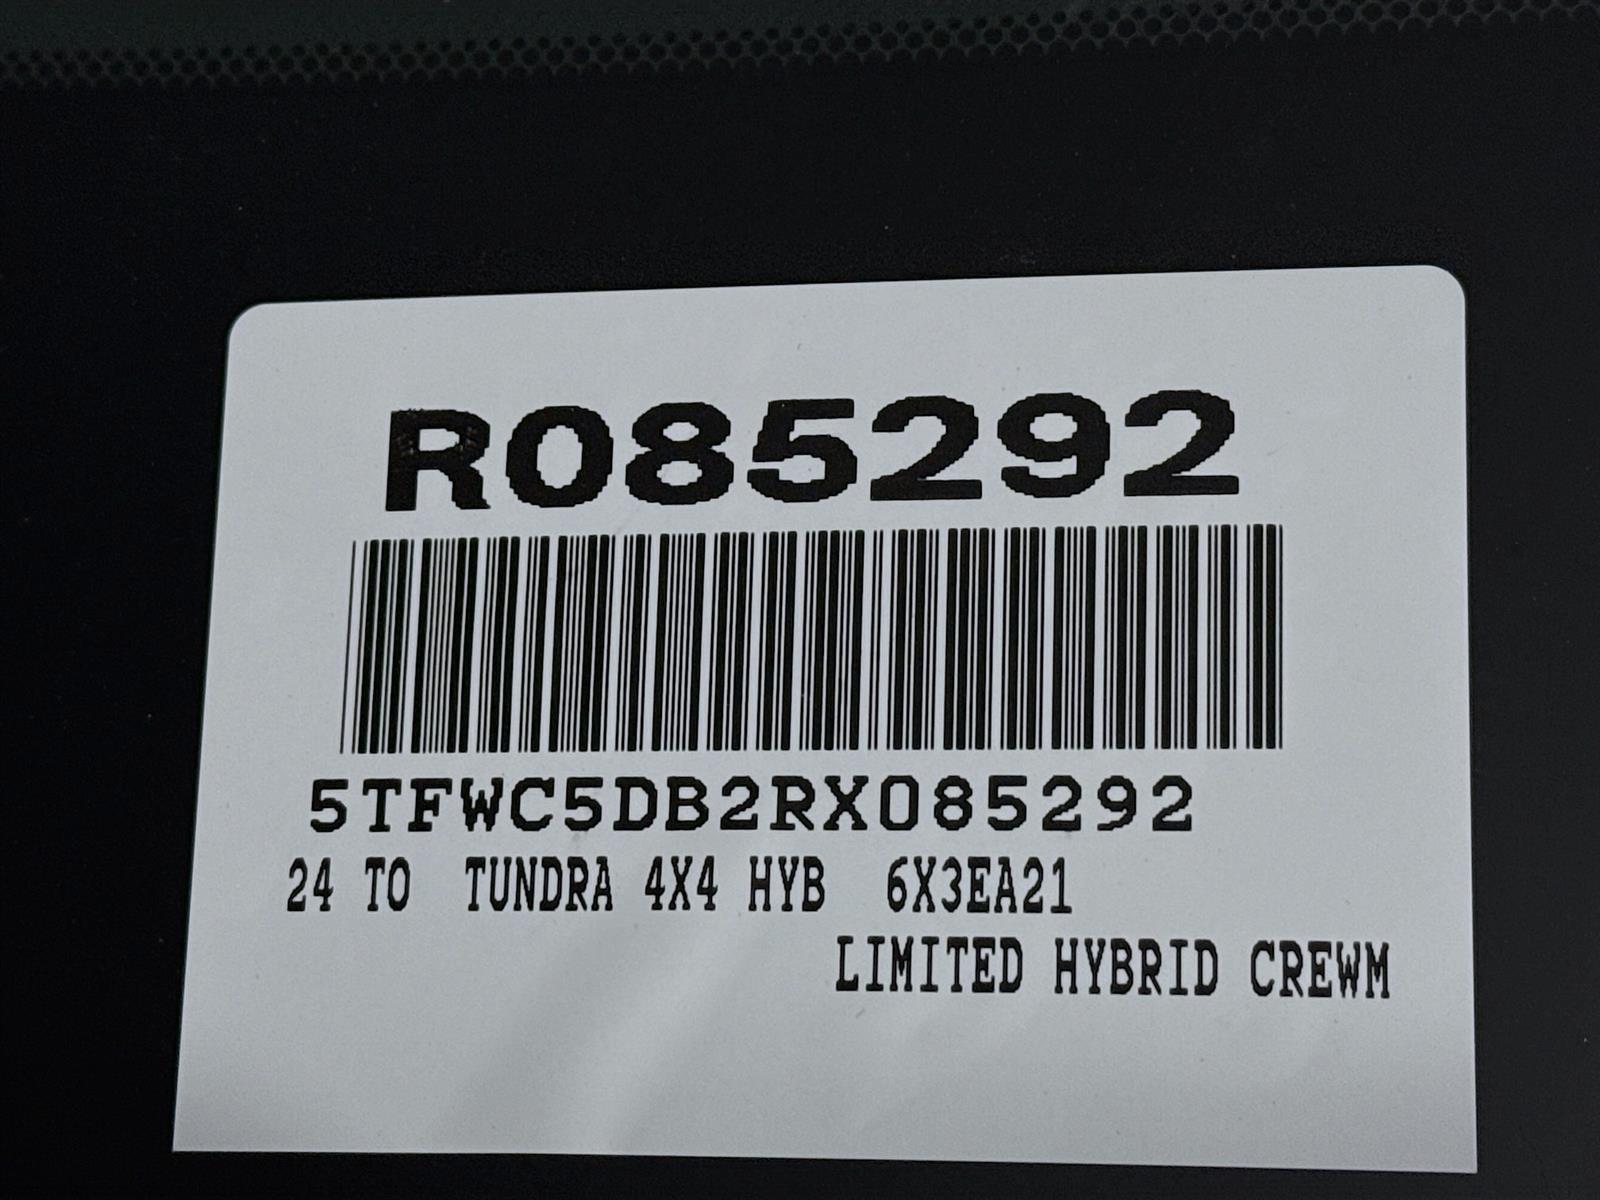 R085292
5TFWC5DB2RX085292
24 TO TUNDRA 4X4 HYB 6X3EA21
LIMITED HYBRID CREWM